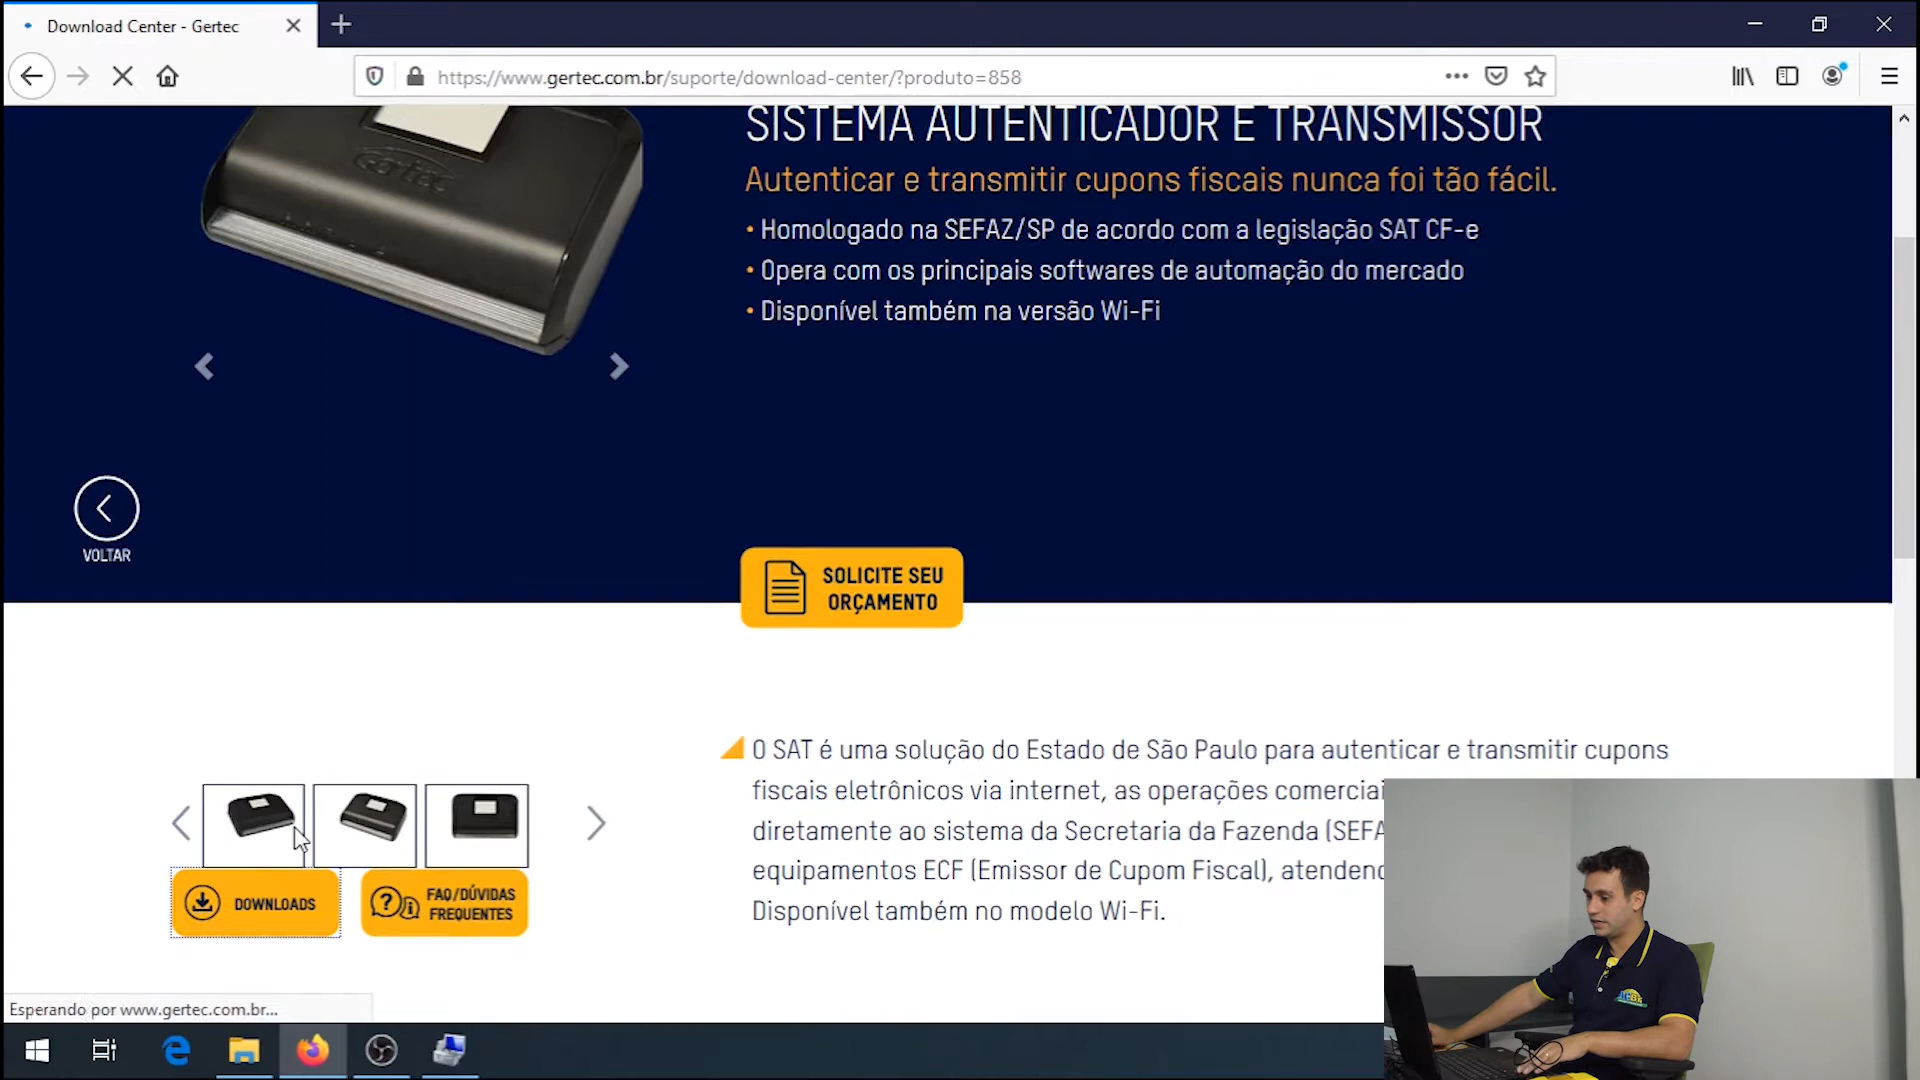 Download Center - Gertec
https://www.gertec.com.br/suporte/download-center/?produto=858
Gertec
SISTEMA AUTENTICADOR E TRANSMISSOR
Autenticar e transmitir cupons fiscais nunca foi tão fácil.
• Homologado na SEFAZ/SP de acordo com a legislação SAT CF-e
• Opera com os principais softwares de automação do mercado
• Disponível também na versão Wi-Fi
VOLTAR
SOLICITE SEU
ORÇAMENTO
O SAT é uma solução do Estado de São Paulo para autenticar e transmitir cupons
fiscais eletrônicos via internet, as operações comerciai
diretamente ao sistema da Secretaria da Fazenda (SEFA
equipamentos ECF (Emissor de Cupom Fiscal), atendend
Disponível também no modelo Wi-Fi.
DOWNLOADS
FAQ/DÚVIDAS
FREQUENTES
Esperando por www.gertec.com.br...